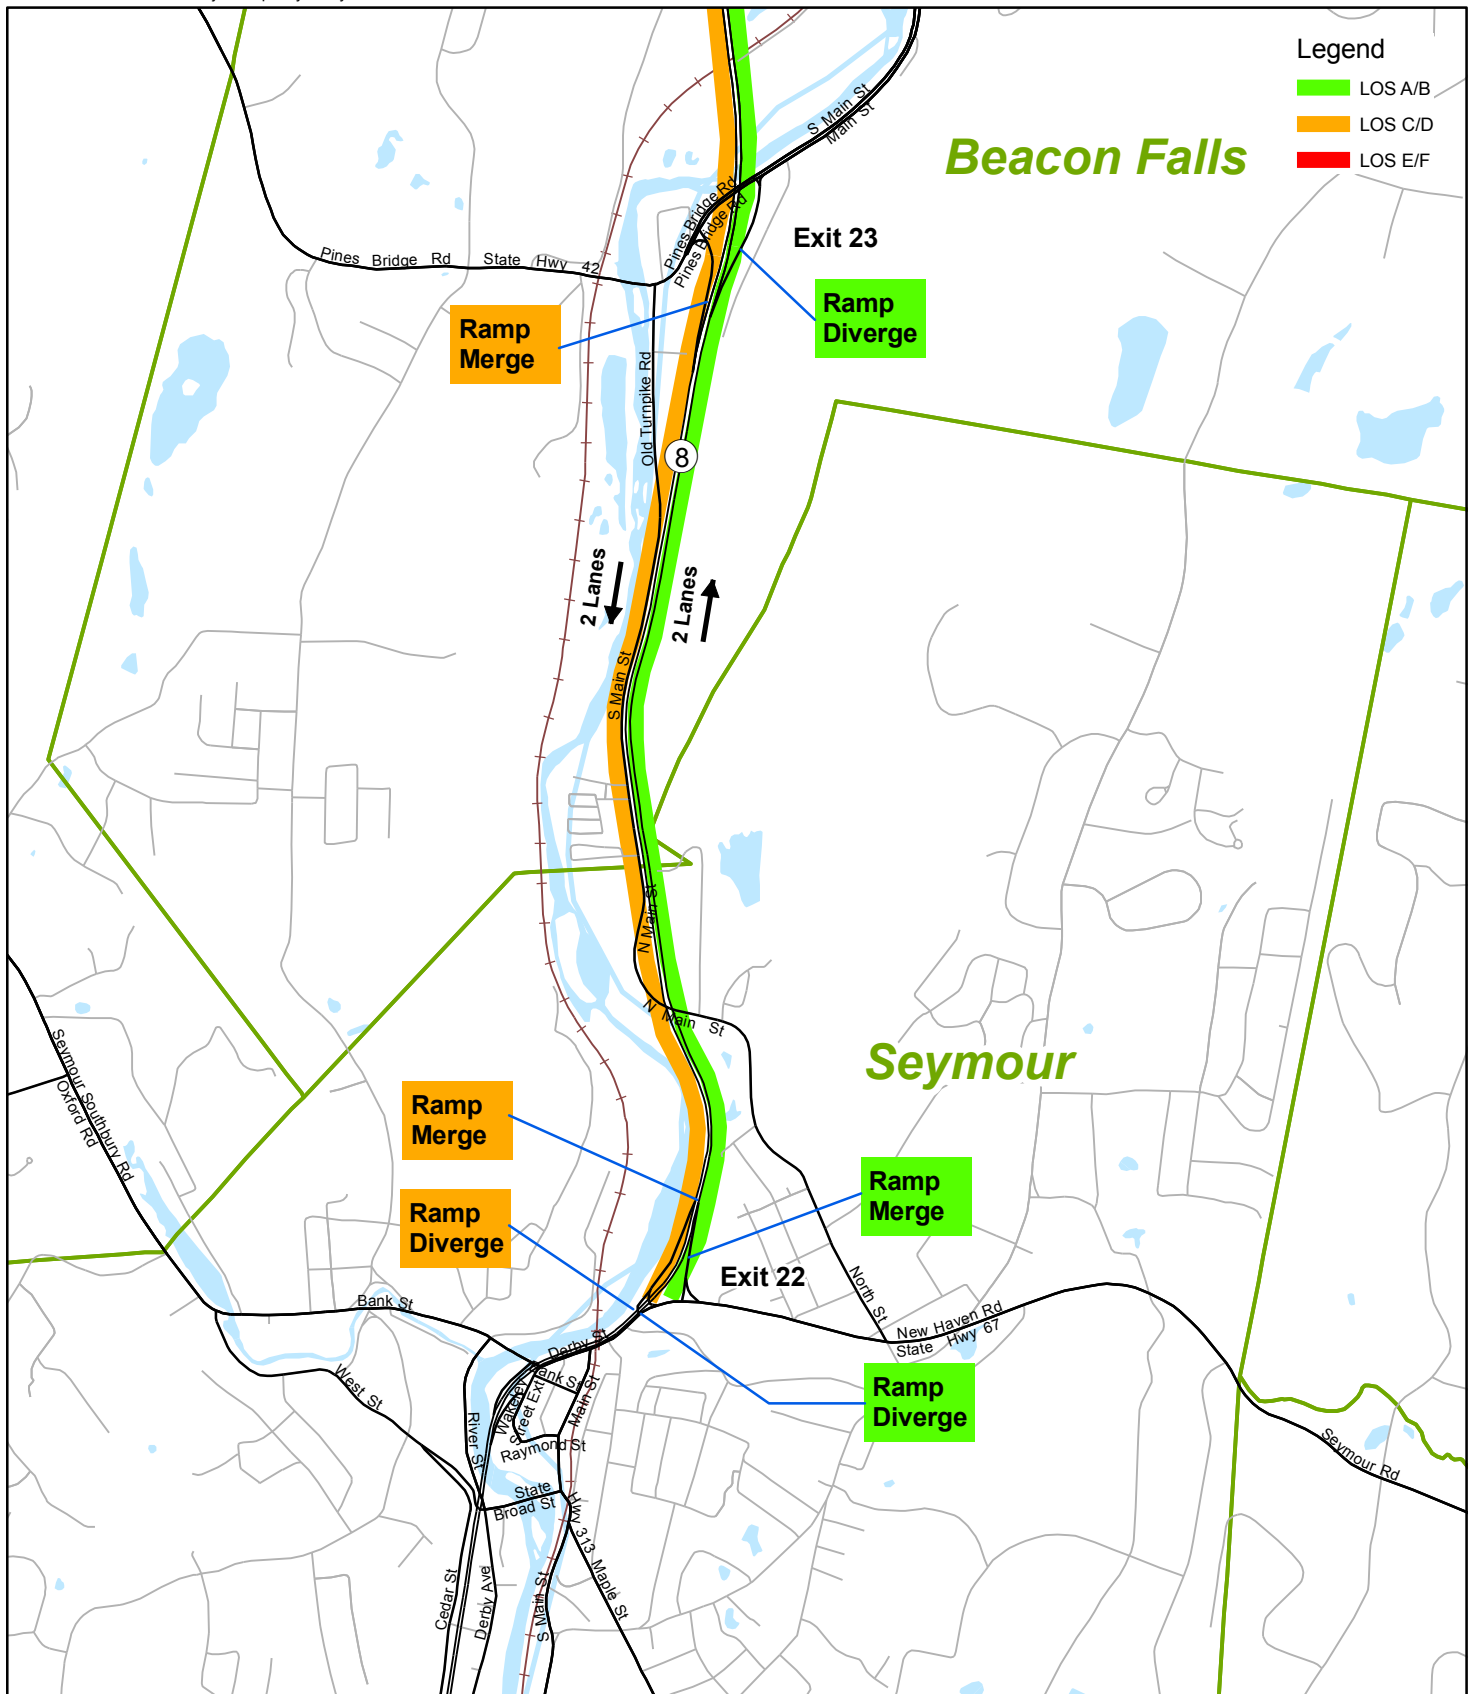 Legend
LOS A/B
LOS C/D
LOS E/F
Beacon Falls
S Main St
Main St
Pines Bridge Rd
Pines Bridge Rd
Exit 23
Pines Bridge Rd State Hwy 42
Ramp
Diverge
Ramp
Merge
Old Turnpike Rd
8
2 Lanes
2 Lanes
S Main St
N Main St
N Main St
Seymour
Seymour Southbury Rd
Oxford Rd
Ramp
Merge
Ramp
Merge
Ramp
Diverge
Exit 22
North St
New Haven Rd
State Hwy 67
Bank St
Derby St
Bank St
West St
Wakeley
Street Ext
Main St
Ramp
Diverge
River St
Raymond St
Seymour Rd
State
Hwy 313
Broad St
Maple St
Cedar St
Derby Ave
S Main St